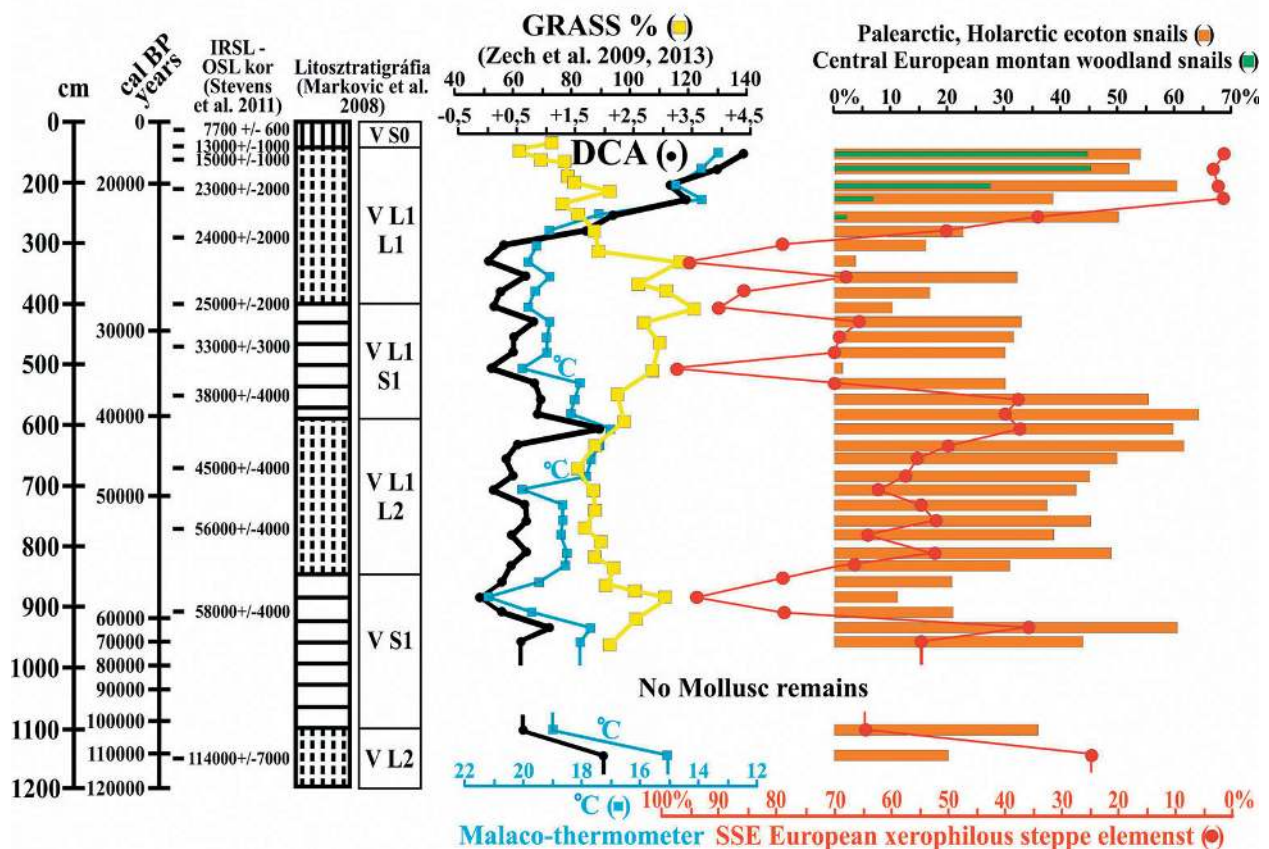 GRASS % (■)
(Zech et al. 2009, 2013)
40 60 80 100 120 140
-0,5 +0,5 +1,5 +2,5 +3,5 +4,5
DCA (●)
Palearctic, Holarctic ecoton snails (■)
Central European montan woodland snails (■)
0% 10 20 30 40 50 60 70%
cm
cal BP
years
IRSL -
OSL kor
(Stevens
et al. 2011)
Litosztratigráfia
(Markovic et al.
2008)
0
100
200
300
400
500
600
700
800
900
1000
1100
1200
0
20000
30000
40000
50000
60000
70000
80000
90000
100000
110000
120000
7700 +/- 600
13000+/-1000
15000+/-1000
23000+/-2000
24000+/-2000
25000+/-2000
33000+/-3000
38000+/-4000
45000+/-4000
56000+/-4000
58000+/-4000
114000+/-7000
V S0
V L1
L1
V L1
S1
V L1
L2
V S1
V L2
°C
°C
No Mollusc remains
°C
22 20 18 16 14 12
°C (■)
Malaco-thermometer
100% 90 80 70 60 50 40 30 20 10 0%
SSE European xerophilous steppe elemenst (●)